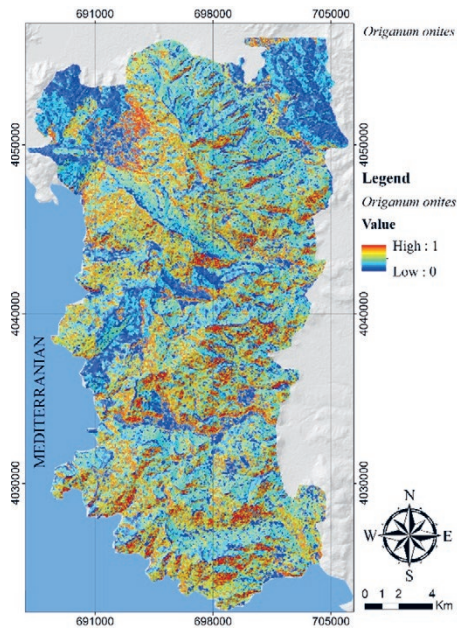 691000 698000 705000
Origanum onites
4050000
4050000
Legend
Origanum onites
Value
High : 1
Low : 0
4040000
4040000
MEDITERRANIAN
4030000
4030000
N
W E
S
0 1 2 4
Km
691000 698000 705000